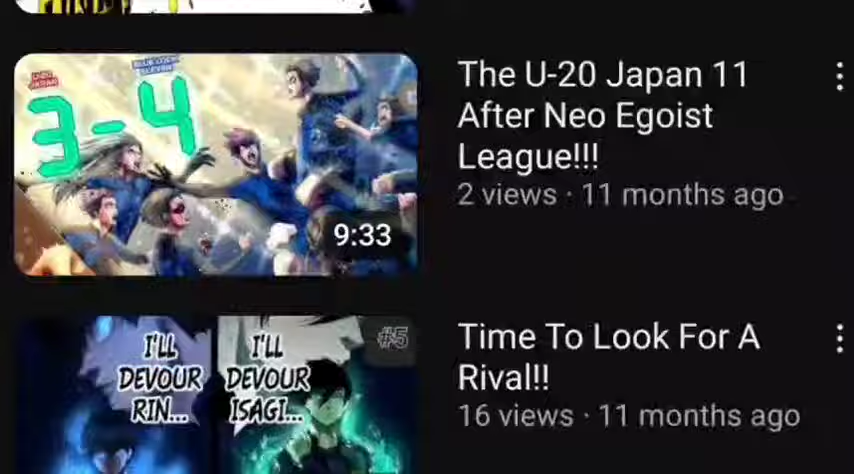 3-4
9:33
The U-20 Japan 11
After Neo Egoist
League!!!
2 views · 11 months ago
I'LL
DEVOUR
RIN...
I'LL
DEVOUR
ISAGI...
#5
Time To Look For A
Rival!!
16 views · 11 months ago